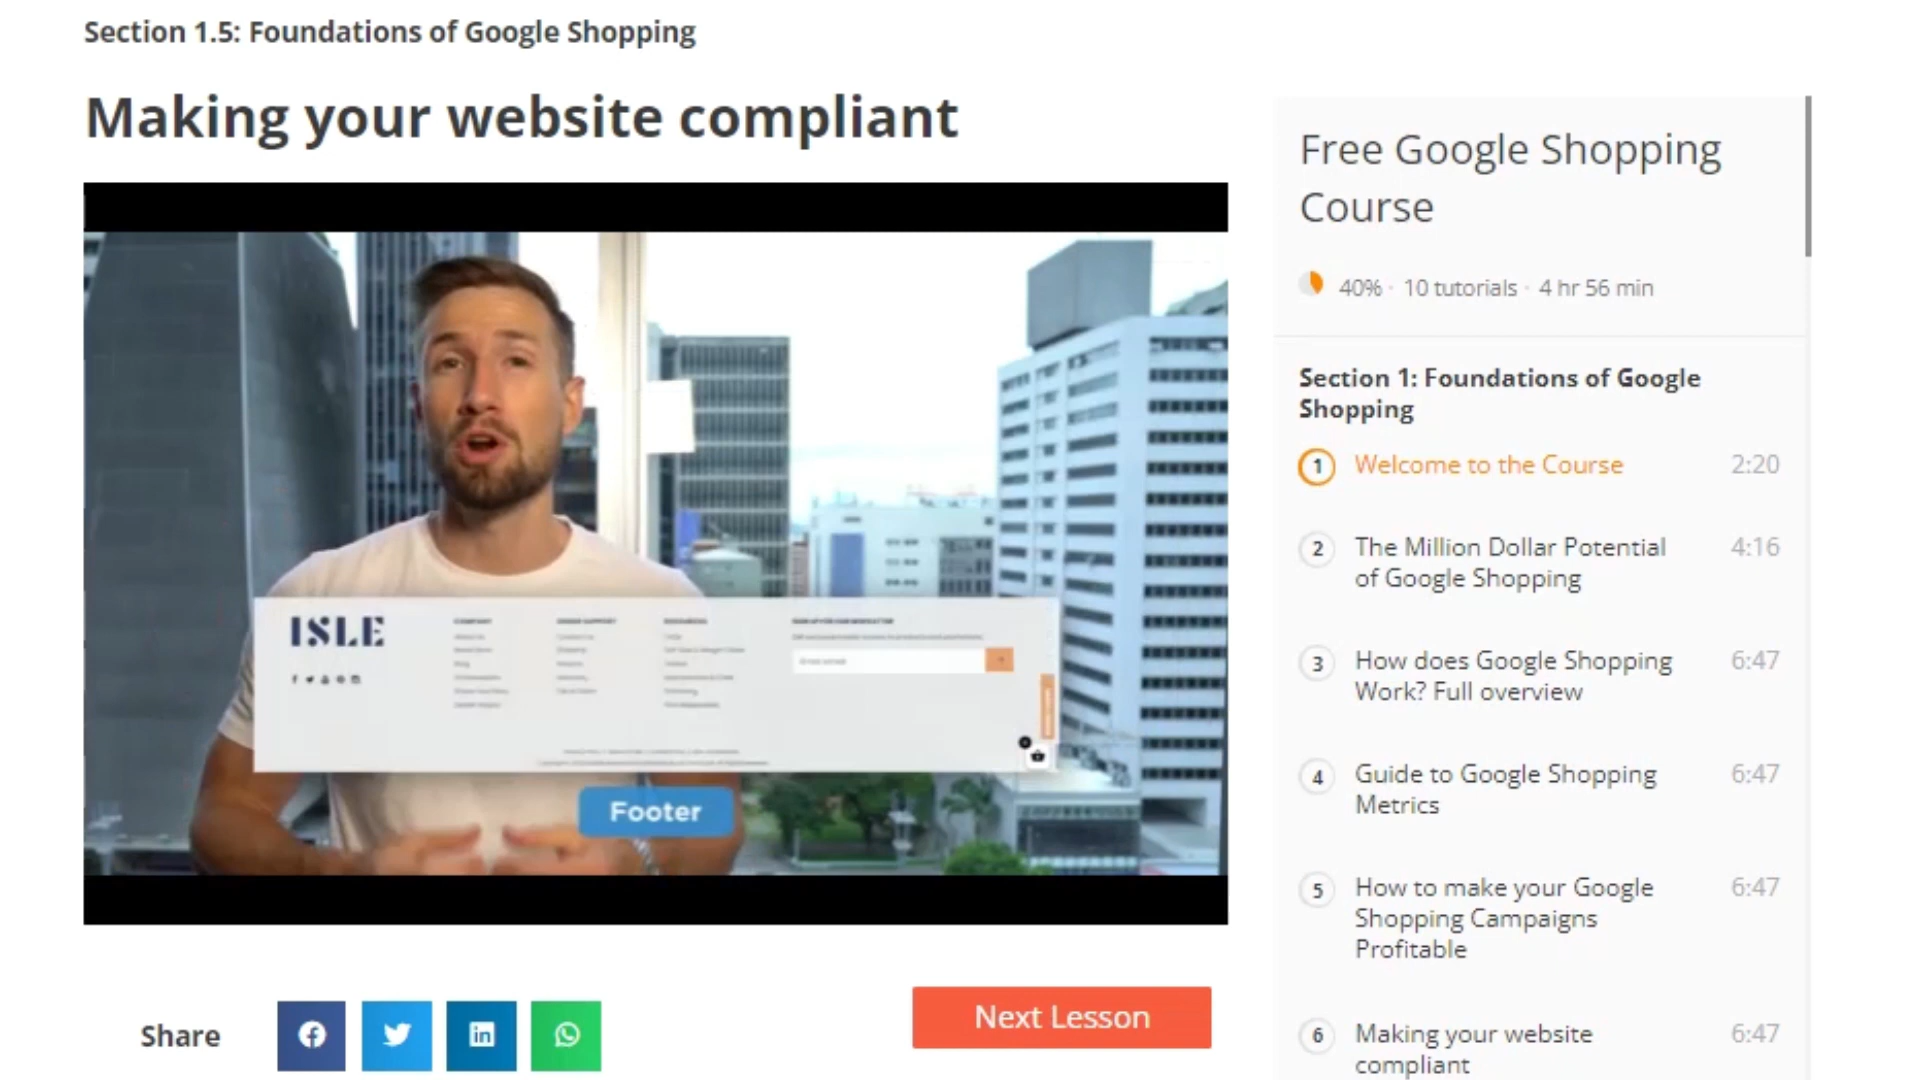 Section 1.5: Foundations of Google Shopping
Making your website compliant
ISLE
Footer
Share
Next Lesson
Free Google Shopping
Course
40% · 10 tutorials · 4 hr 56 min
Section 1: Foundations of Google
Shopping
1 Welcome to the Course 2:20
2 The Million Dollar Potential 4:16
of Google Shopping
3 How does Google Shopping 6:47
Work? Full overview
4 Guide to Google Shopping 6:47
Metrics
5 How to make your Google 6:47
Shopping Campaigns
Profitable
6 Making your website 6:47
compliant